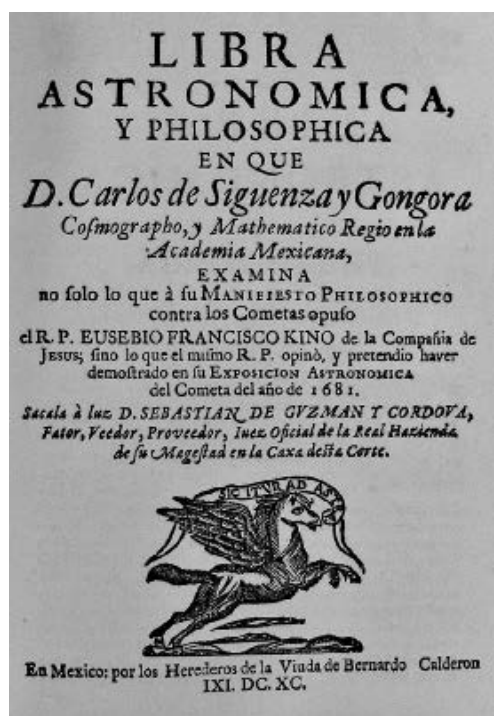 LIBRA
ASTRONOMICA,
Y PHILOSOPHICA
EN QUE
D. Carlos de Siguenza y Gongora
Cosmographo, y Mathematico Regio en la
Academia Mexicana,
EXAMINA
no solo lo que à su MANIFIESTO PHILOSOPHICO
contra los Cometas opuso
el R. P. EUSEBIO FRANCISCO KINO de la Compañia de
JESUS; sino lo que el mismo R. P. opinò, y pretendio haver
demostrado en su EXPOSICION ASTRONOMICA
del Cometa del año de 1681.
Sacala à luz D. SEBASTIAN DE GVZMAN Y CORDOVA,
Fator, Veedor, Proveedor, Iuez Oficial de la Real Hazienda
de su Magestad en la Caxa desta Corte.
SIC ITVR AD ASTRA
En Mexico: por los Herederos de la Viuda de Bernardo Calderon
IXI. DC. XC.